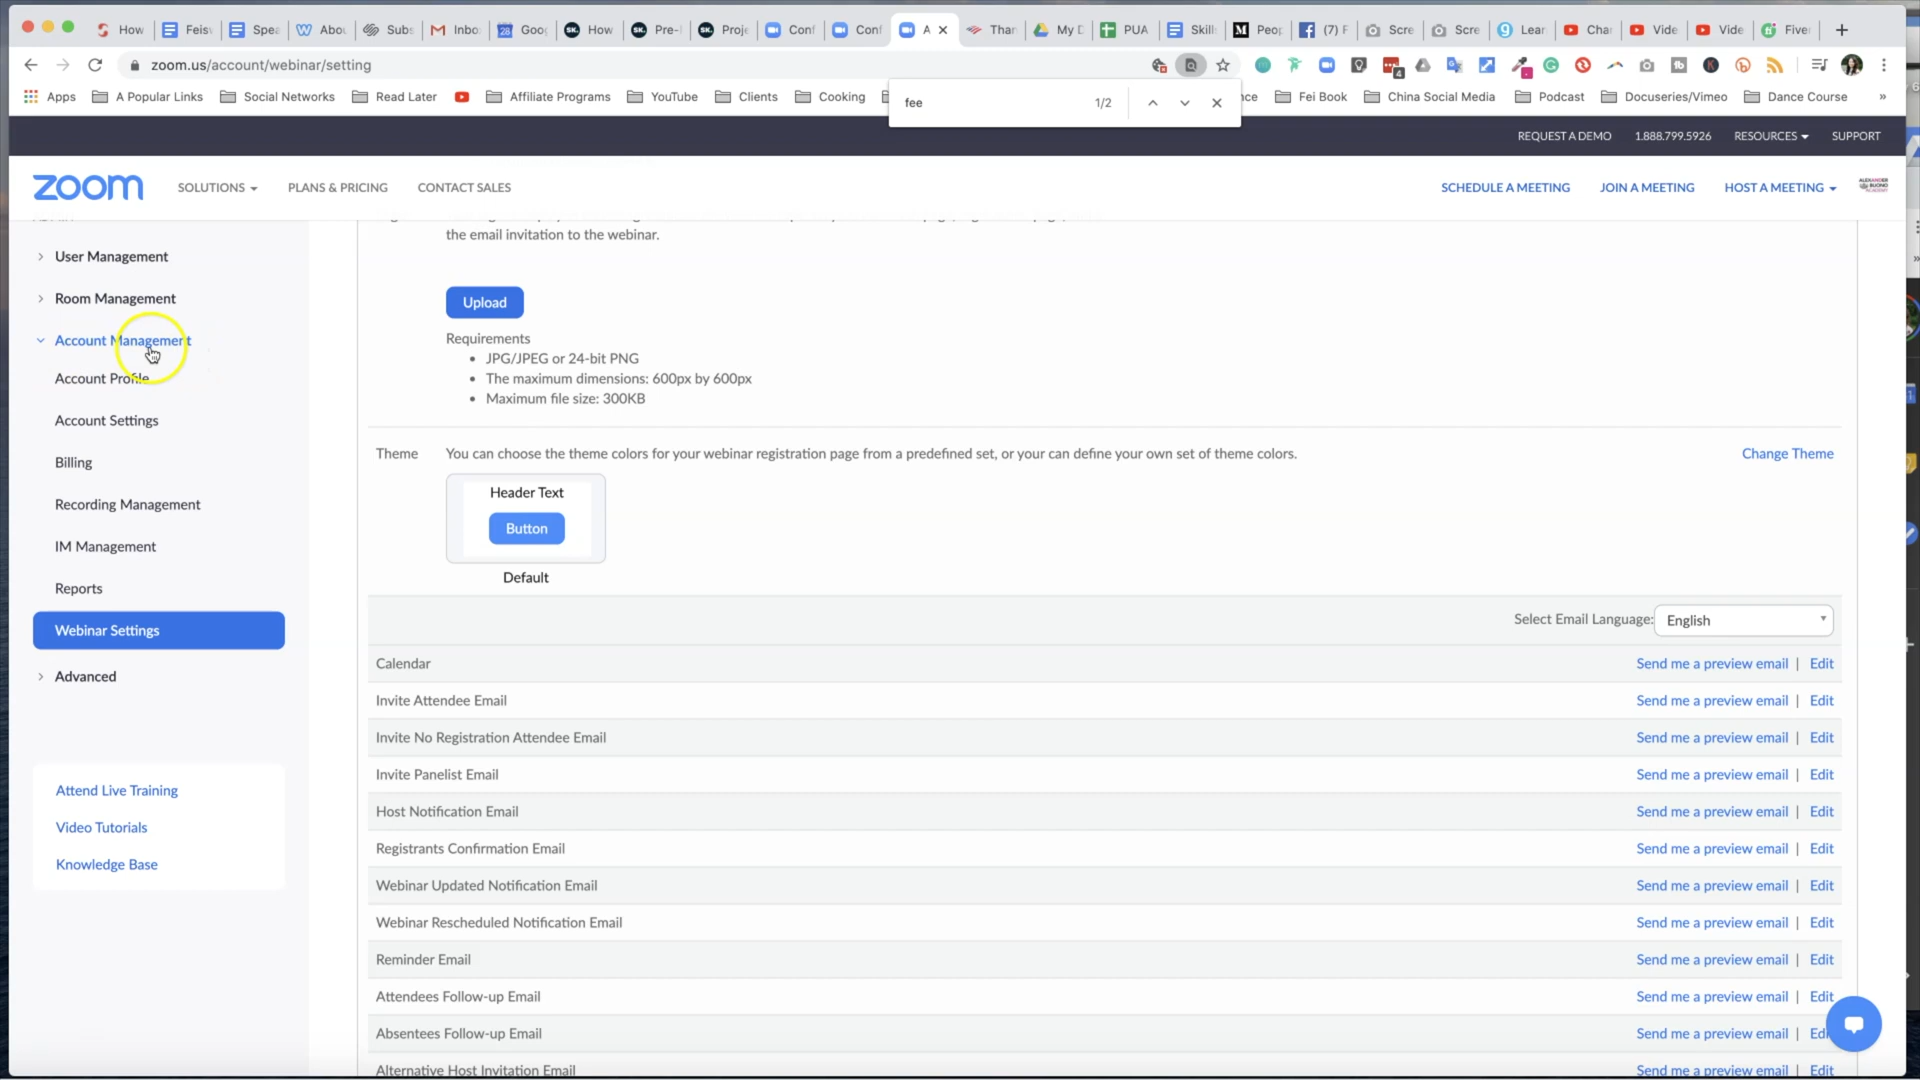 How Feis Spea Abou Subs Inbo Goog How Pre- Proje Conf Conf A Than My D PUA Skill Peop (7) F Scre Scre Lear Char Vide Vide Fiver
zoom.us/account/webinar/setting
Apps A Popular Links Social Networks Read Later Affiliate Programs YouTube Clients Cooking Fei Book China Social Media Podcast Docuseries/Vimeo Dance Course »
fee 1/2
REQUEST A DEMO 1.888.799.5926 RESOURCES SUPPORT
zoom SOLUTIONS PLANS & PRICING CONTACT SALES SCHEDULE A MEETING JOIN A MEETING HOST A MEETING
the email invitation to the webinar.
User Management
Room Management
Account Management
Account Profile
Account Settings
Billing
Recording Management
IM Management
Reports
Webinar Settings
Advanced
Attend Live Training
Video Tutorials
Knowledge Base
Upload
Requirements
• JPG/JPEG or 24-bit PNG
• The maximum dimensions: 600px by 600px
• Maximum file size: 300KB
Theme You can choose the theme colors for your webinar registration page from a predefined set, or your can define your own set of theme colors. Change Theme
Header Text
Button
Default
Select Email Language: English
Calendar Send me a preview email | Edit
Invite Attendee Email Send me a preview email | Edit
Invite No Registration Attendee Email Send me a preview email | Edit
Invite Panelist Email Send me a preview email | Edit
Host Notification Email Send me a preview email | Edit
Registrants Confirmation Email Send me a preview email | Edit
Webinar Updated Notification Email Send me a preview email | Edit
Webinar Rescheduled Notification Email Send me a preview email | Edit
Reminder Email Send me a preview email | Edit
Attendees Follow-up Email Send me a preview email | Edit
Absentees Follow-up Email Send me a preview email | Edit
Alternative Host Invitation Email Send me a preview email | Edit